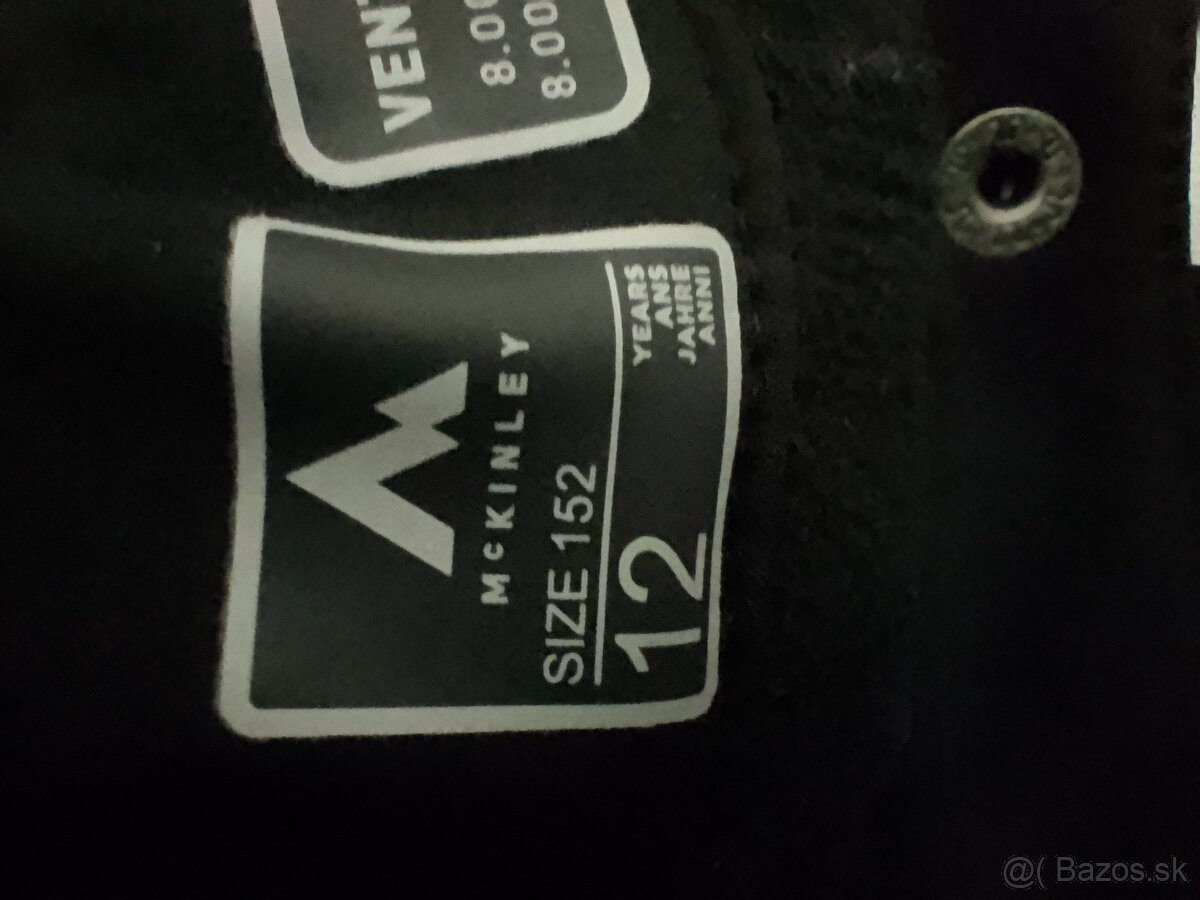 VENT
8.00
8.00
McKINLEY
SIZE 152
12
YEARS
ANS
JAHRE
ANNI
@( Bazos.sk